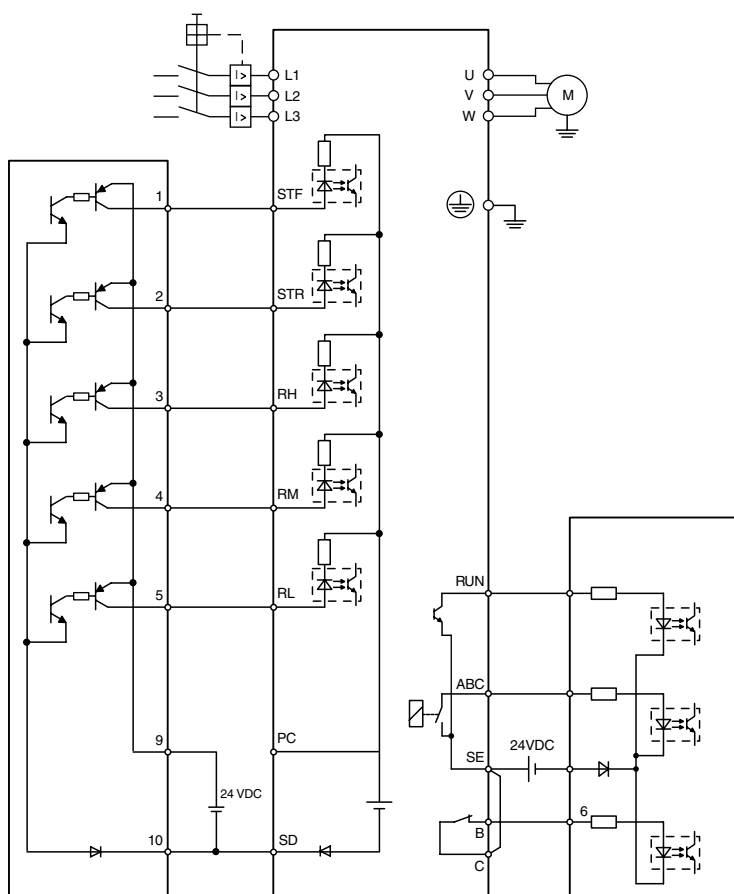 I>
L1
U
I>
L2
V
M
I>
L3
W
1
STF
2
STR
3
RH
4
RM
5
RL
RUN
ABC
9
PC
SE
24VDC
24 VDC
6
B
10
SD
C